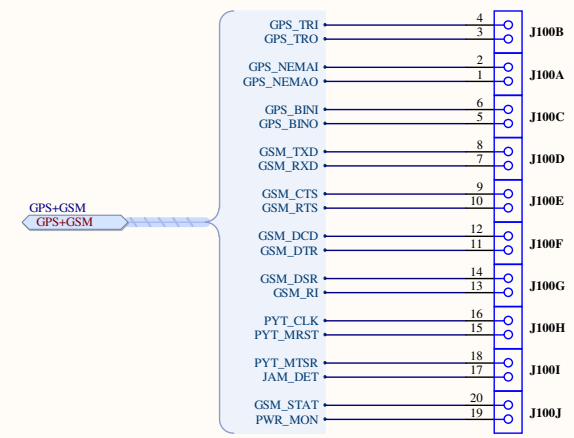 GPS_TRI 4
GPS_TRO 3
J100B
GPS_NEMAI 2
GPS_NEMAO 1
J100A
GPS_BINI 6
GPS_BINO 5
J100C
GSM_TXD 8
GSM_RXD 7
J100D
GSM_CTS 9
GSM_RTS 10
J100E
GPS+GSM
GPS+GSM
GSM_DCD 12
GSM_DTR 11
J100F
GSM_DSR 14
GSM_RI 13
J100G
PYT_CLK 16
PYT_MRST 15
J100H
PYT_MTSR 18
JAM_DET 17
J100I
GSM_STAT 20
PWR_MON 19
J100J